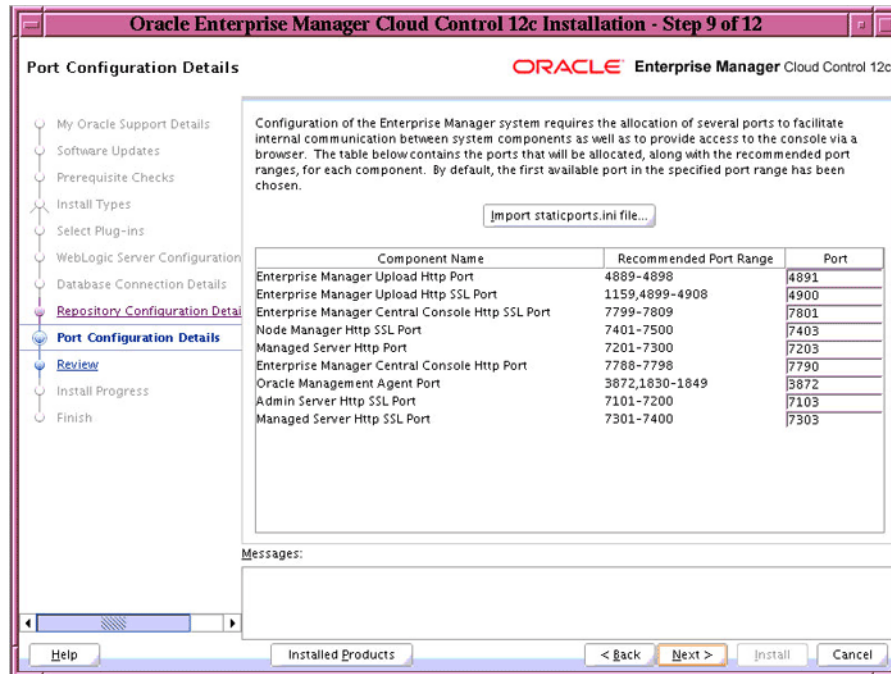 Oracle Enterprise Manager Cloud Control 12c Installation - Step 9 of 12
Port Configuration Details
ORACLE Enterprise Manager Cloud Control 12c
My Oracle Support Details
Software Updates
Prerequisite Checks
Install Types
Select Plug-ins
WebLogic Server Configuration
Database Connection Details
Repository Configuration Detai
Port Configuration Details
Review
Install Progress
Finish
Configuration of the Enterprise Manager system requires the allocation of several ports to facilitate
internal communication between system components as well as to provide access to the console via a
browser. The table below contains the ports that will be allocated, along with the recommended port
ranges, for each component. By default, the first available port in the specified port range has been
chosen.
Import staticports.ini file...
Component Name Recommended Port Range Port
Enterprise Manager Upload Http Port 4889-4898 4891
Enterprise Manager Upload Http SSL Port 1159,4899-4908 4900
Enterprise Manager Central Console Http SSL Port 7799-7809 7801
Node Manager Http SSL Port 7401-7500 7403
Managed Server Http Port 7201-7300 7203
Enterprise Manager Central Console Http Port 7788-7798 7790
Oracle Management Agent Port 3872,1830-1849 3872
Admin Server Http SSL Port 7101-7200 7103
Managed Server Http SSL Port 7301-7400 7303
Messages:
Help Installed Products < Back Next > Install Cancel